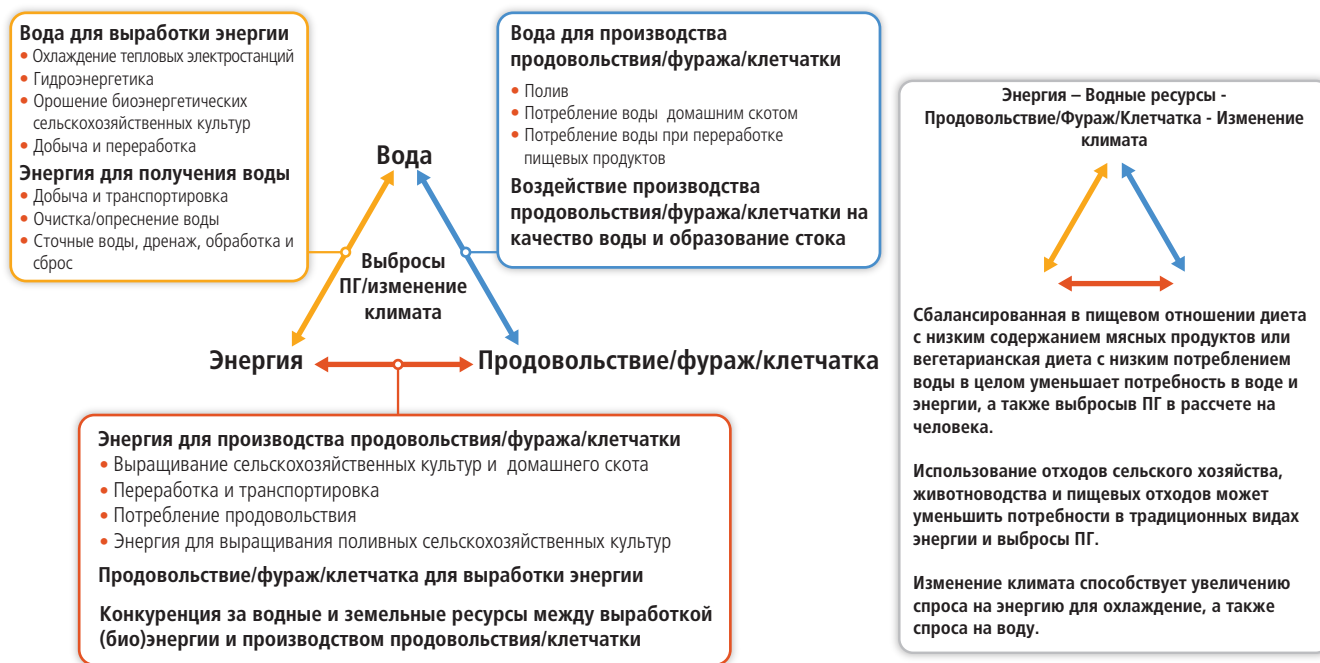 Вода для выработки энергии
• Охлаждение тепловых электростанций
• Гидроэнергетика
• Орошение биоэнергетических
сельскохозяйственных культур
• Добыча и переработка
Энергия для получения воды
• Добыча и транспортировка
• Очистка/опреснение воды
• Сточные воды, дренаж, обработка и
сброс
Вода для производства
продовольствия/фуража/клетчатки
• Полив
• Потребление воды домашним скотом
• Потребление воды при переработке
пищевых продуктов
Воздействие производства
продовольствия/фуража/клетчатки на
качество воды и образование стока
Вода
Выбросы
ПГ/изменение
климата
Энергия
Продовольствие/фураж/клетчатка
Энергия для производства продовольствия/фуража/клетчатки
• Выращивание сельскохозяйственных культур и домашнего скота
• Переработка и транспортировка
• Потребление продовольствия
• Энергия для выращивания поливных сельскохозяйственных культур
Продовольствие/фураж/клетчатка для выработки энергии
Конкуренция за водные и земельные ресурсы между выработкой
(био)энергии и производством продовольствия/клетчатки
Энергия – Водные ресурсы -
Продовольствие/Фураж/Клетчатка - Изменение
климата
Сбалансированная в пищевом отношении диета
с низким содержанием мясных продуктов или
вегетарианская диета с низким потреблением
воды в целом уменьшает потребность в воде и
энергии, а также выбросыв ПГ в рассчете на
человека.
Использование отходов сельского хозяйства,
животноводства и пищевых отходов может
уменьшить потребности в традиционных видах
энергии и выбросы ПГ.
Изменение климата способствует увеличению
спроса на энергию для охлаждение, а также
спроса на воду.